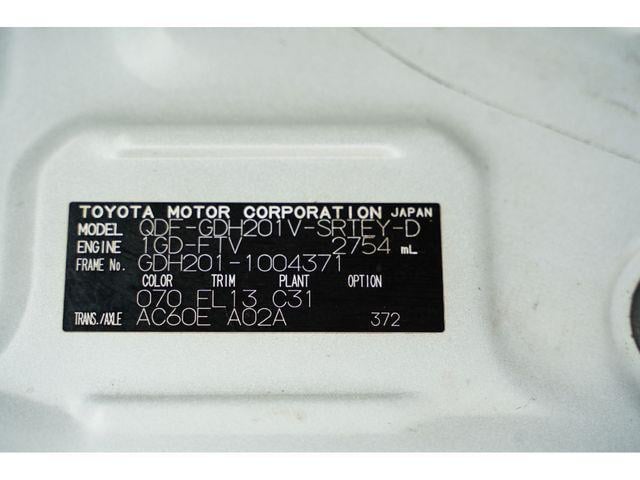 TOYOTA MOTOR CORPORATION JAPAN
MODEL QDF-GDH201V-SRTEY-D
ENGINE 1GD-FTV 2754 mL
FRAME No. GDH201-1004371
COLOR TRIM PLANT OPTION
070 EL13 C31
TRANS./AXLE AC60E A02A 372